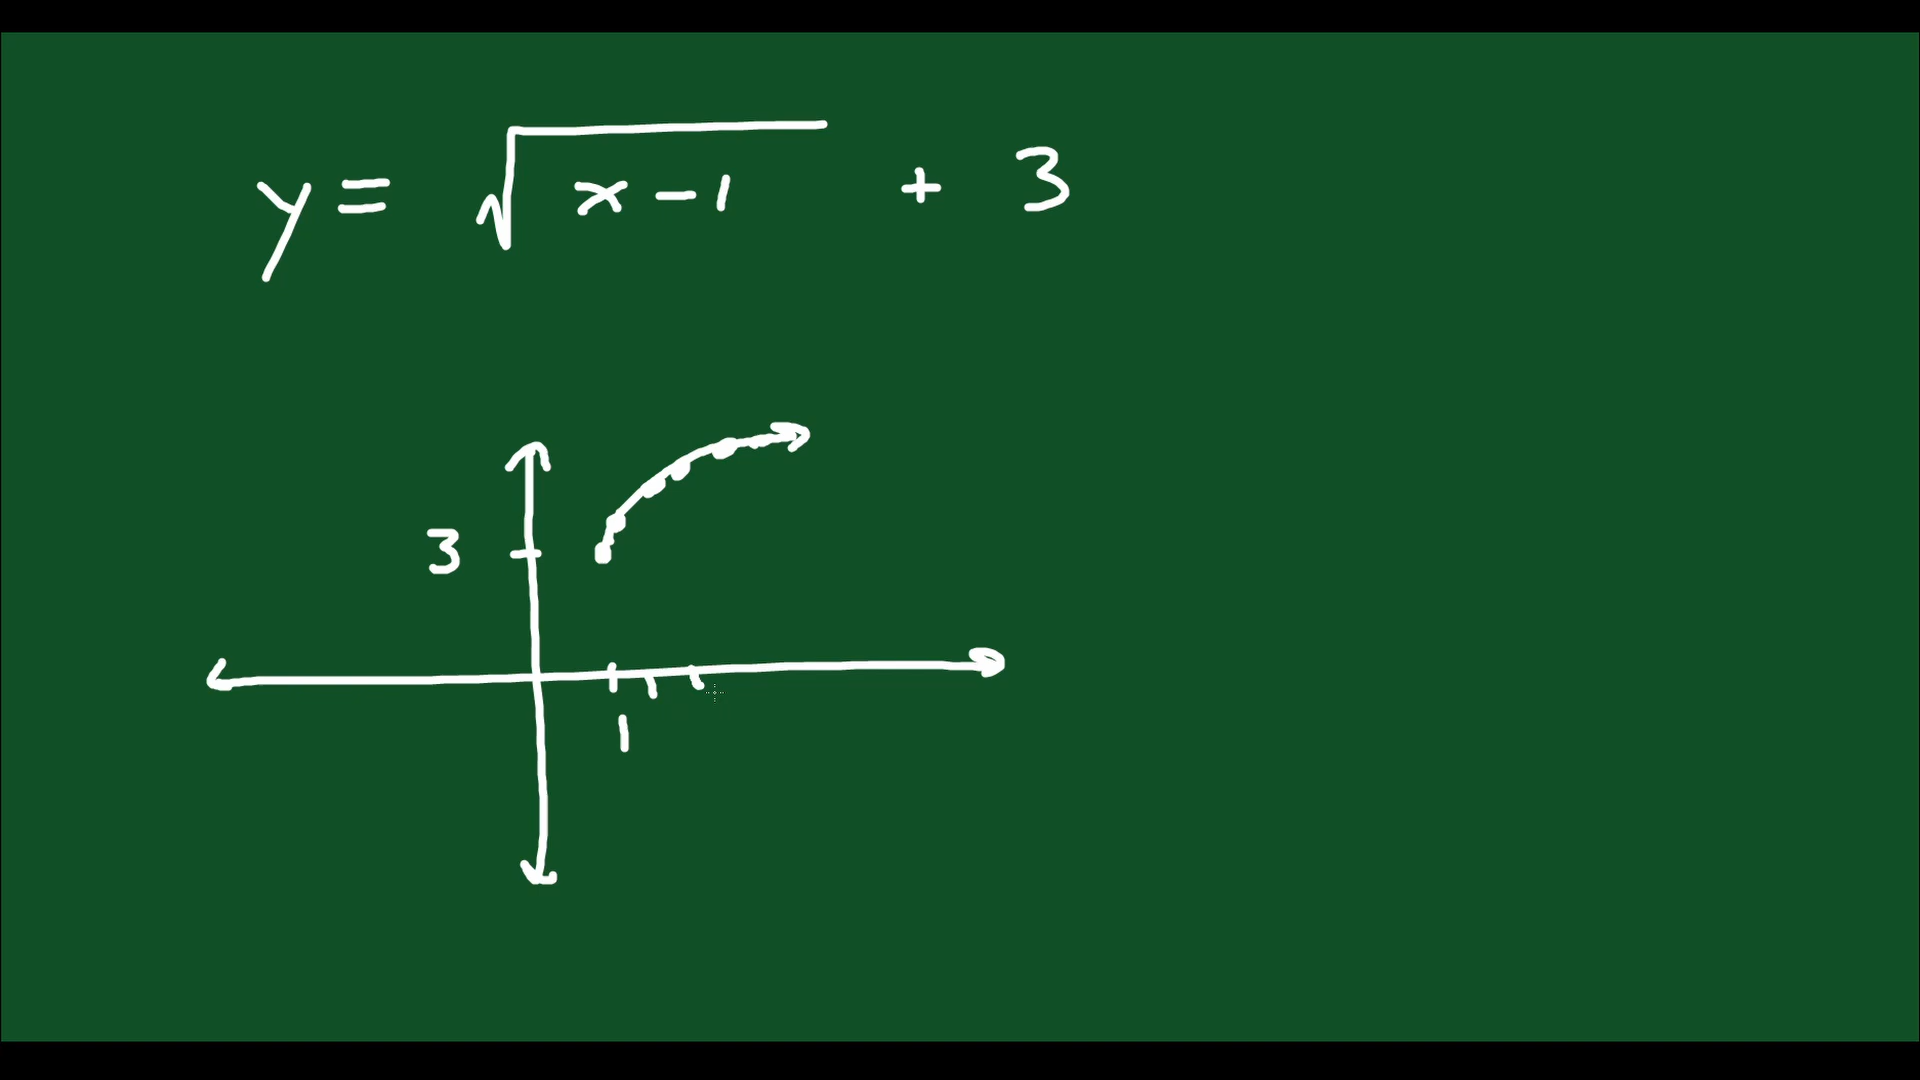 y = √(x - 1) + 3
3
1